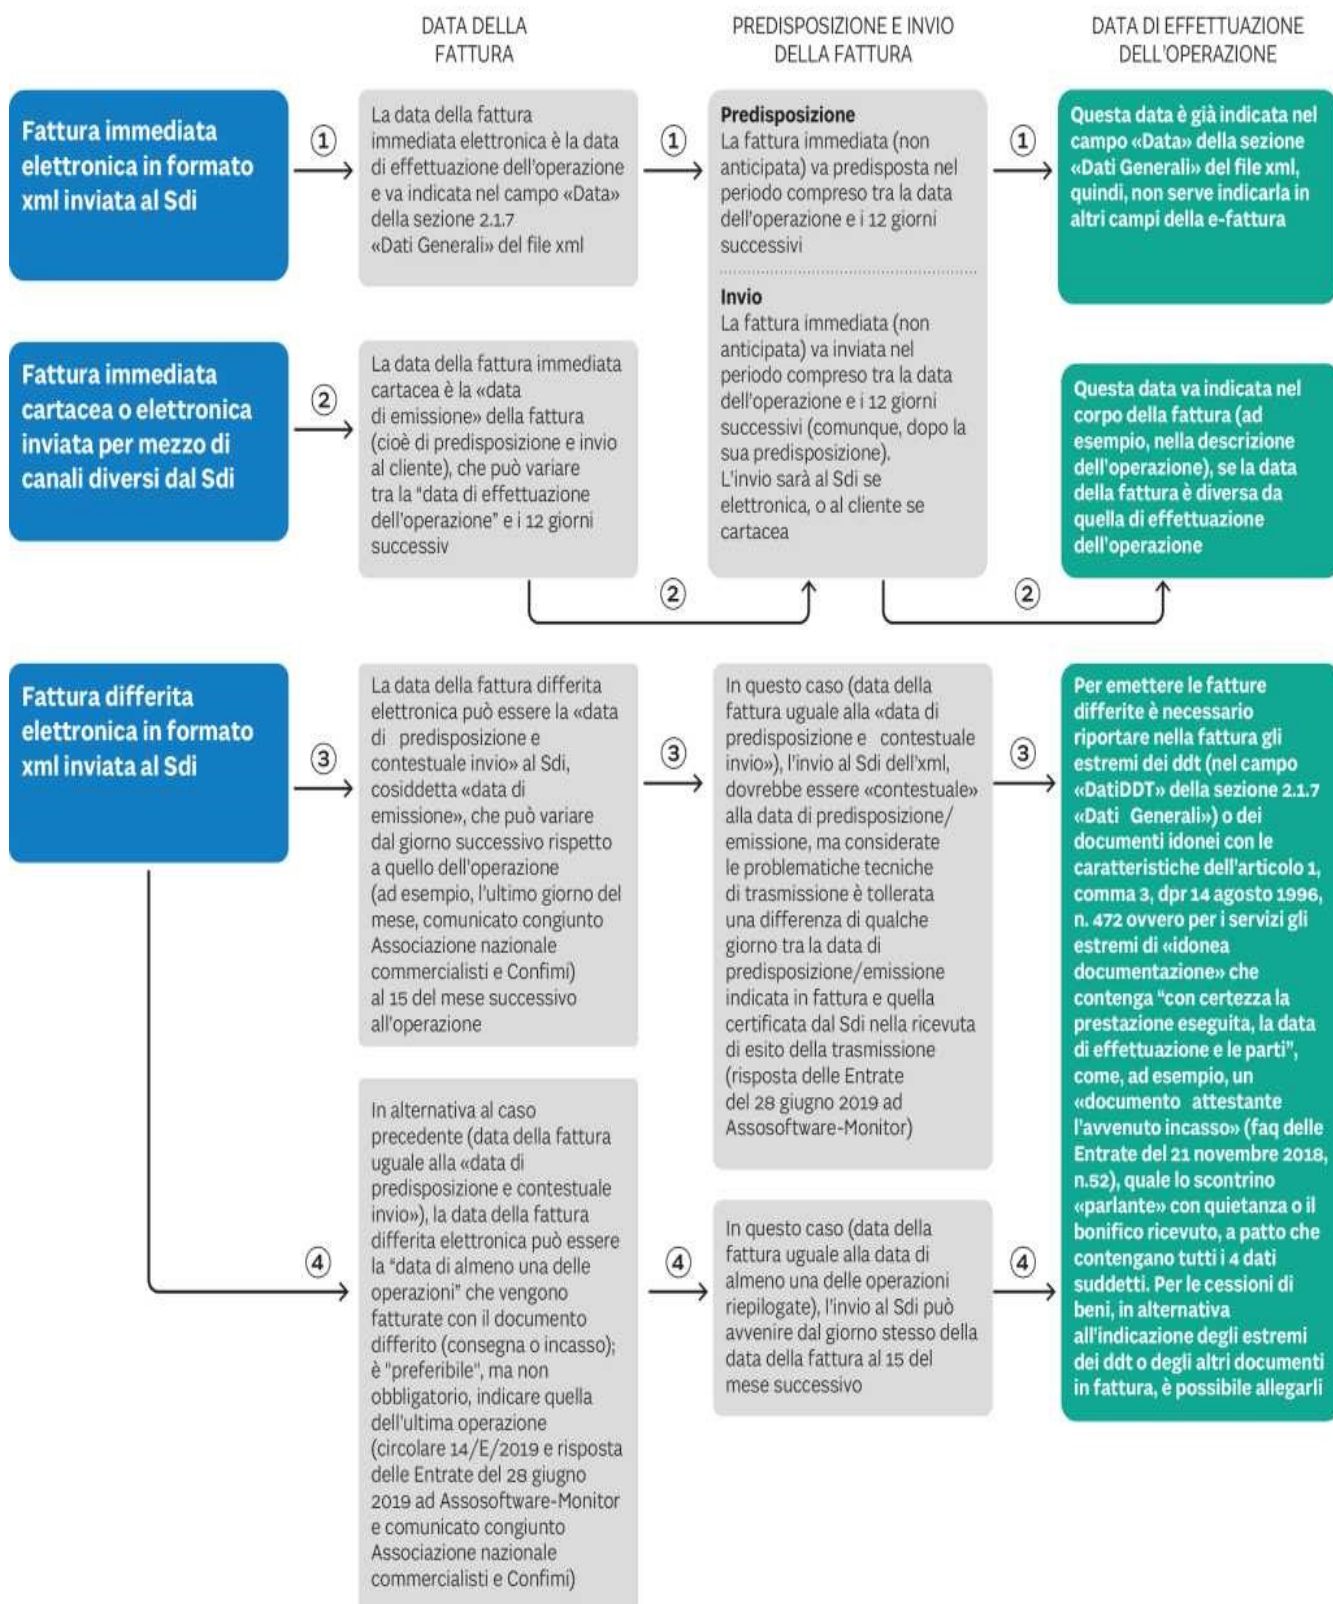 DATA DELLA
FATTURA
PREDISPOSIZIONE E INVIO
DELLA FATTURA
DATA DI EFFETTUAZIONE
DELL'OPERAZIONE
Fattura immediata
elettronica in formato
xml inviata al Sdi
1
La data della fattura
immediata elettronica è la data
di effettuazione dell'operazione
e va indicata nel campo «Data»
della sezione 2.1.7
«Dati Generali» del file xml
1
Predisposizione
La fattura immediata (non
anticipata) va predisposta nel
periodo compreso tra la data
dell'operazione e i 12 giorni
successivi
Invio
La fattura immediata (non
anticipata) va inviata nel
periodo compreso tra la data
dell'operazione e i 12 giorni
successivi (comunque, dopo la
sua predisposizione).
L'invio sarà al Sdi se
elettronica, o al cliente se
cartacea
1
Questa data è già indicata nel
campo «Data» della sezione
«Dati Generali» del file xml,
quindi, non serve indicarla in
altri campi della e-fattura
Fattura immediata
cartacea o elettronica
inviata per mezzo di
canali diversi dal Sdi
2
La data della fattura immediata
cartacea è la «data
di emissione» della fattura
(cioè di predisposizione e invio
al cliente), che può variare
tra la "data di effettuazione
dell'operazione" e i 12 giorni
successiv
2
2
Questa data va indicata nel
corpo della fattura (ad
esempio, nella descrizione
dell'operazione), se la data
della fattura è diversa da
quella di effettuazione
dell'operazione
Fattura differita
elettronica in formato
xml inviata al Sdi
3
La data della fattura differita
elettronica può essere la «data
di predisposizione e
contestuale invio» al Sdi,
cosiddetta «data di
emissione», che può variare
dal giorno successivo rispetto
a quello dell'operazione
(ad esempio, l'ultimo giorno del
mese, comunicato congiunto
Associazione nazionale
commercialisti e Confimi)
al 15 del mese successivo
all'operazione
3
In questo caso (data della
fattura uguale alla «data di
predisposizione e contestuale
invio»), l'invio al Sdi dell'xml,
dovrebbe essere «contestuale»
alla data di predisposizione/
emissione, ma considerate
le problematiche tecniche
di trasmissione è tollerata
una differenza di qualche
giorno tra la data di
predisposizione/emissione
indicata in fattura e quella
certificata dal Sdi nella ricevuta
di esito della trasmissione
(risposta delle Entrate
del 28 giugno 2019 ad
Assosoftware-Monitor)
3
Per emettere le fatture
differite è necessario
riportare nella fattura gli
estremi dei ddt (nel campo
«DatiDDT» della sezione 2.1.7
«Dati Generali») o dei
documenti idonei con le
caratteristiche dell'articolo 1,
comma 3, dpr 14 agosto 1996,
n. 472 ovvero per i servizi gli
estremi di «idonea
documentazione» che
contenga "con certezza la
prestazione eseguita, la data
di effettuazione e le parti",
come, ad esempio, un
«documento attestante
l'avvenuto incasso» (faq delle
Entrate del 21 novembre 2018,
n.52), quale lo scontrino
«parlante» con quietanza o il
bonifico ricevuto, a patto che
contengano tutti i 4 dati
suddetti. Per le cessioni di
beni, in alternativa
all'indicazione degli estremi
dei ddt o degli altri documenti
in fattura, è possibile allegarli
4
In alternativa al caso
precedente (data della fattura
uguale alla «data di
predisposizione e contestuale
invio»), la data della fattura
differita elettronica può essere
la "data di almeno una delle
operazioni" che vengono
fatturate con il documento
differito (consegna o incasso);
è "preferibile", ma non
obbligatorio, indicare quella
dell'ultima operazione
(circolare 14/E/2019 e risposta
delle Entrate del 28 giugno
2019 ad Assosoftware-Monitor
e comunicato congiunto
Associazione nazionale
commercialisti e Confimi)
4
In questo caso (data della
fattura uguale alla data di
almeno una delle operazioni
riepilogate), l'invio al Sdi può
avvenire dal giorno stesso della
data della fattura al 15 del
mese successivo
4